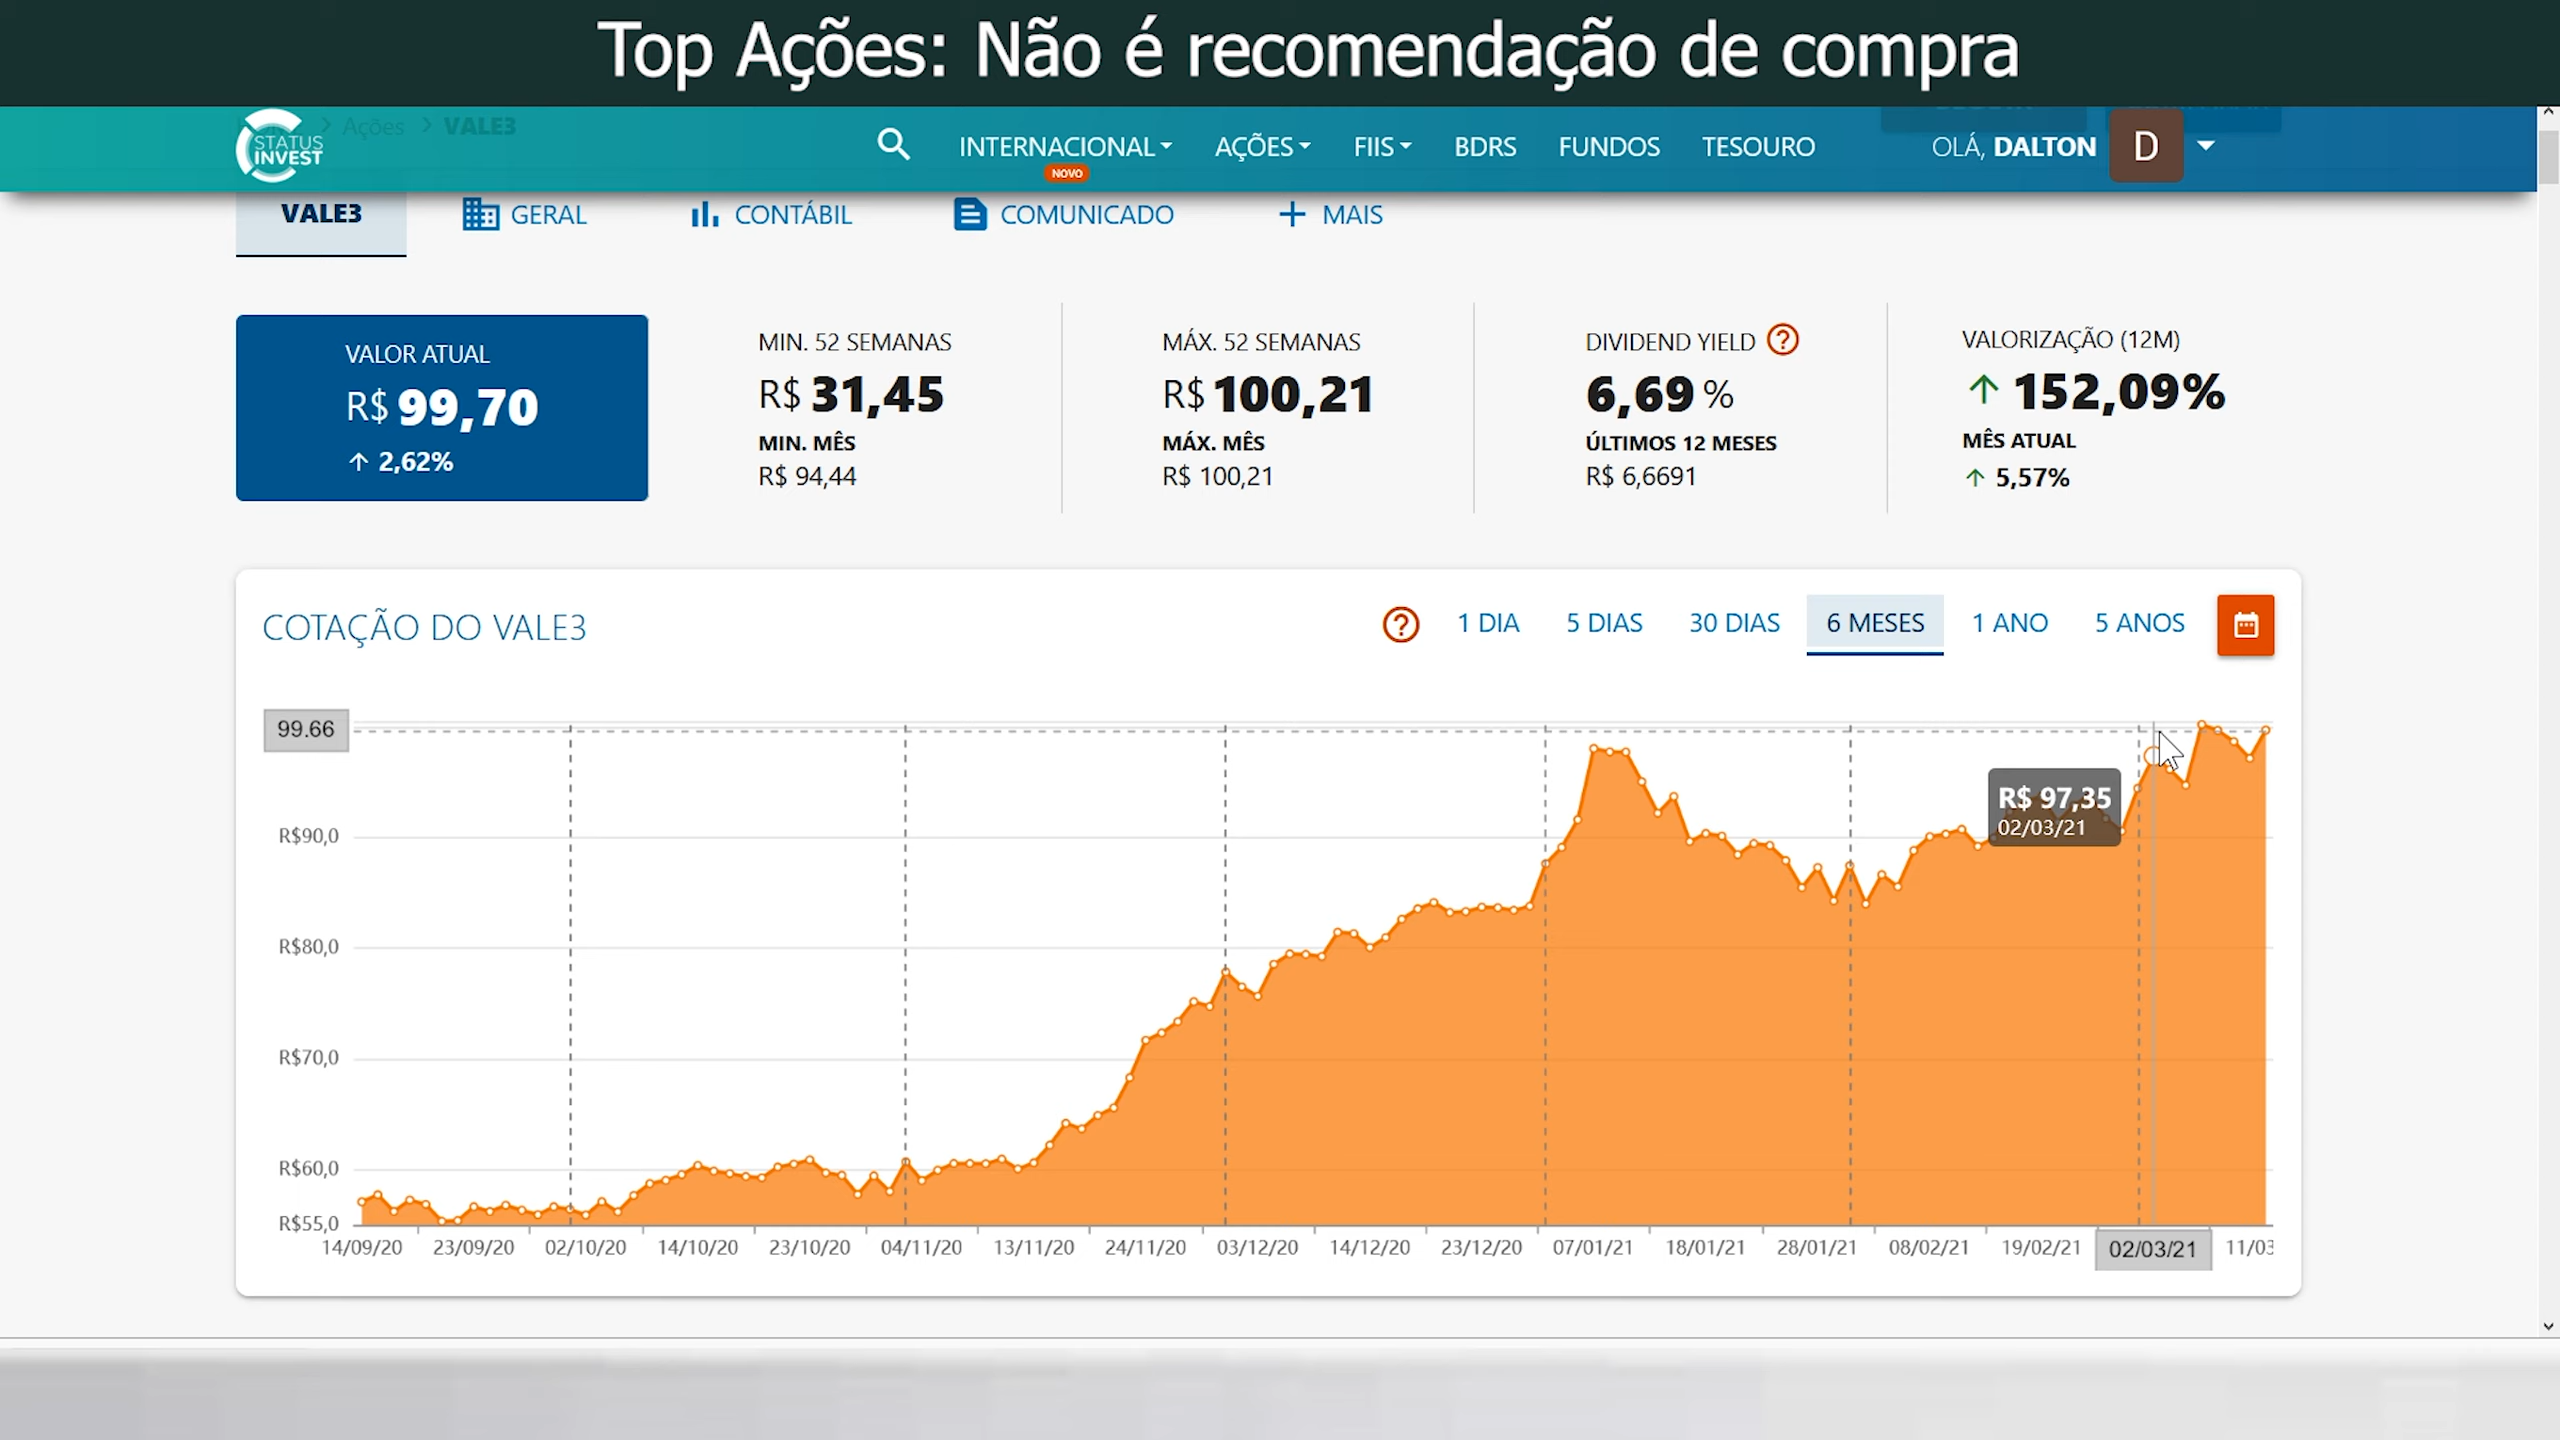 Top Ações: Não é recomendação de compra
STATUS
INVEST
Ações > VALE3
INTERNACIONAL
NOVO
AÇÕES
FIIS
BDRS
FUNDOS
TESOURO
OLÁ, DALTON
D
VALE3
GERAL
CONTÁBIL
COMUNICADO
+ MAIS
VALOR ATUAL
R$ 99,70
↑ 2,62%
MIN. 52 SEMANAS
R$ 31,45
MIN. MÊS
R$ 94,44
MÁX. 52 SEMANAS
R$ 100,21
MÁX. MÊS
R$ 100,21
DIVIDEND YIELD ?
6,69 %
ÚLTIMOS 12 MESES
R$ 6,6691
VALORIZAÇÃO (12M)
↑ 152,09%
MÊS ATUAL
↑ 5,57%
COTAÇÃO DO VALE3
?
1 DIA
5 DIAS
30 DIAS
6 MESES
1 ANO
5 ANOS
99.66
R$90,0
R$80,0
R$70,0
R$60,0
R$55,0
R$ 97,35
02/03/21
14/09/20
23/09/20
02/10/20
14/10/20
23/10/20
04/11/20
13/11/20
24/11/20
03/12/20
14/12/20
23/12/20
07/01/21
18/01/21
28/01/21
08/02/21
19/02/21
02/03/21
11/03